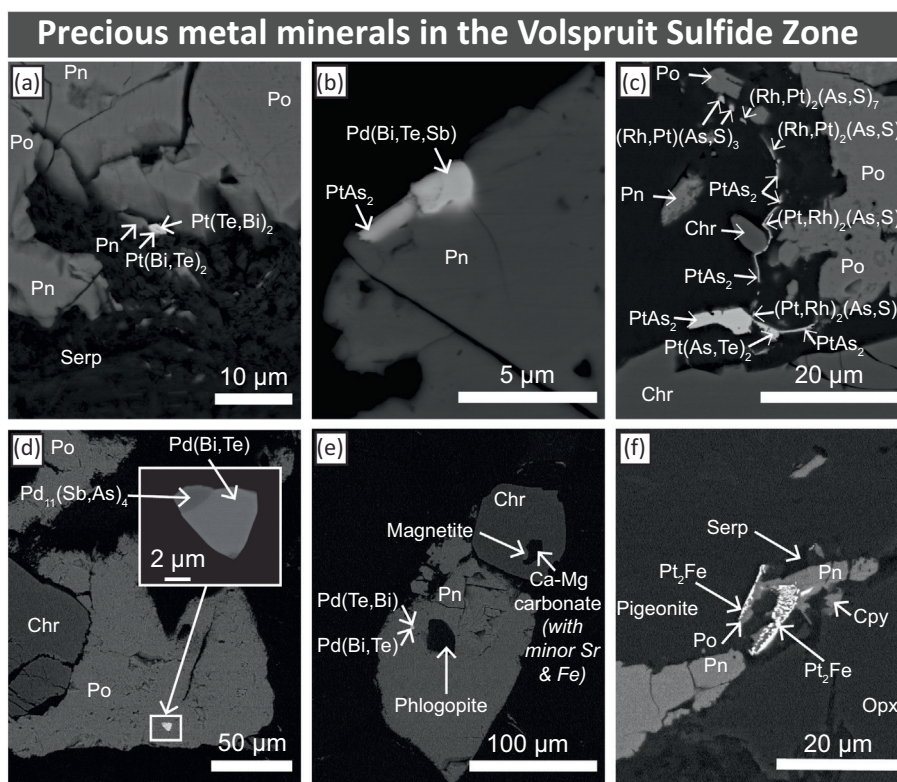 Precious metal minerals in the Volspruit Sulfide Zone
(a)
Pn
Po
Po
Pt(Te,Bi)₂
Pn
Pt(Bi,Te)₂
Pn
Serp
10 µm
(b)
Pd(Bi,Te,Sb)
PtAs₂
Pn
5 µm
(c)
Po
(Rh,Pt)₂(As,S)₇
(Rh,Pt)(As,S)₃
(Rh,Pt)₂(As,S)
Po
PtAs₂
Pn
(Pt,Rh)₂(As,S)
Chr
Po
PtAs₂
PtAs₂
(Pt,Rh)₂(As,S)
Pt(As,Te)₂
PtAs₂
20 µm
Chr
(d)
Po
Pd(Bi,Te)
Pd₁₁(Sb,As)₄
2 µm
Chr
Po
50 µm
(e)
Chr
Magnetite
Pn
Ca-Mg
carbonate
(with
minor Sr
& Fe)
Pd(Te,Bi)
Pd(Bi,Te)
Phlogopite
100 µm
(f)
Serp
Pt₂Fe
Pn
Pigeonite
Cpy
Po
Pn
Pt₂Fe
Opx
20 µm